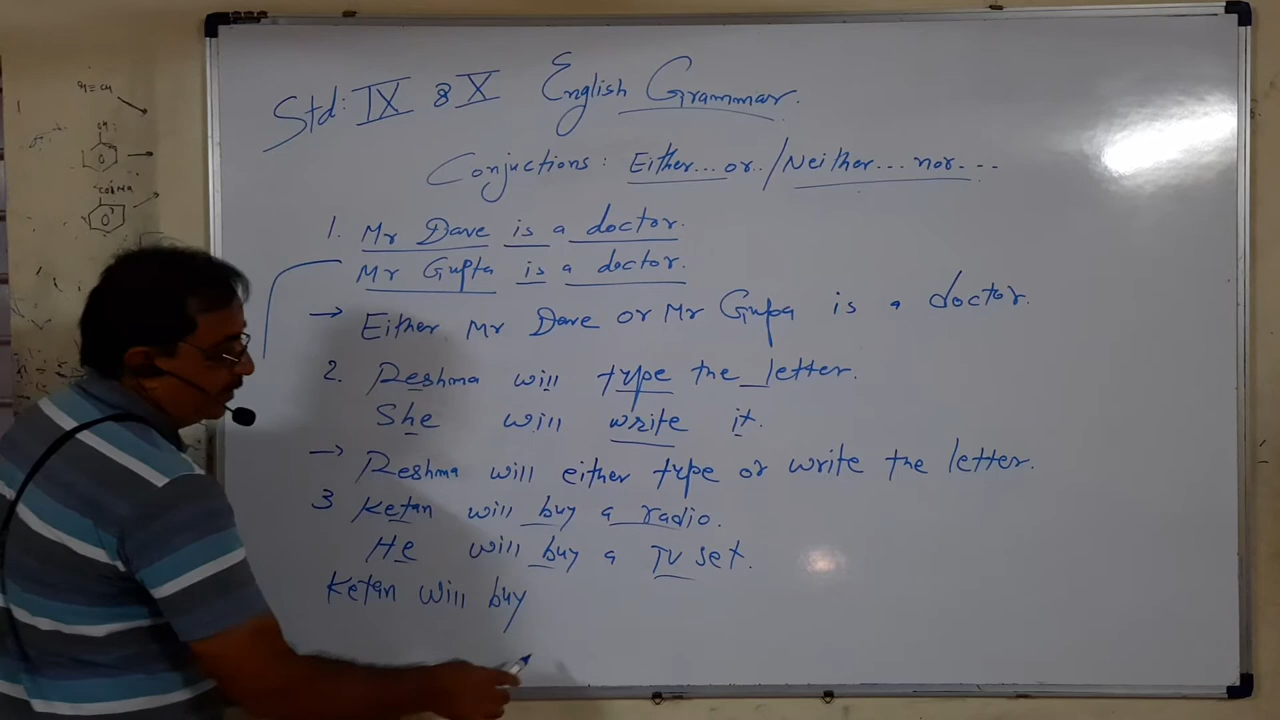 Std: IX & X English Grammar.
Conjuctions: Either...or../Neither...nor....
1. Mr Dave is a doctor.
Mr Gupta is a doctor.
→ Either Mr Dave or Mr Gupa is a doctor.
2. Reshma will type the letter.
She will write it.
→ Reshma will either type or write the letter.
3 Ketan will buy a radio.
He will buy a TV set.
Ketan will buy